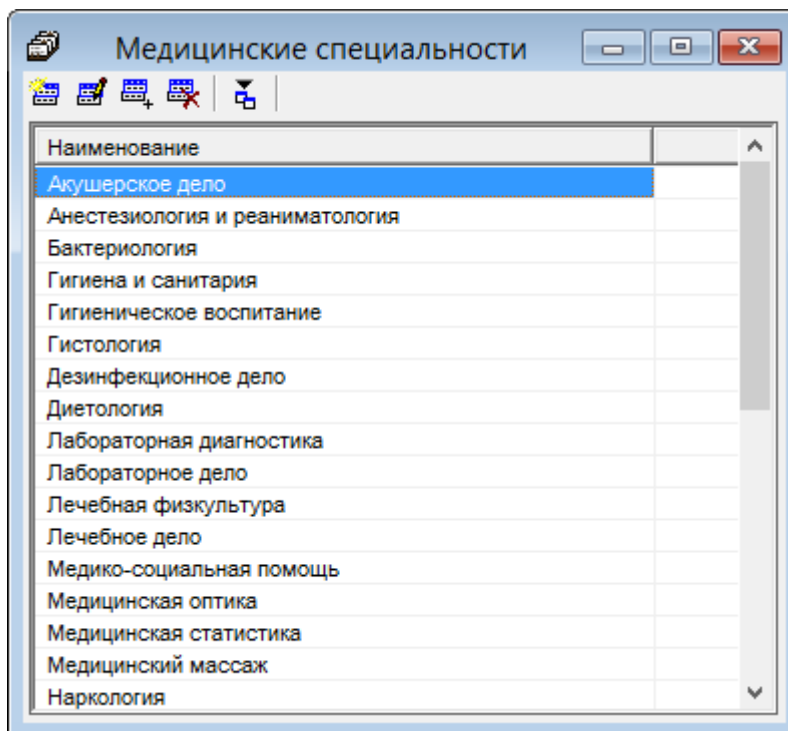 Медицинские специальности
Наименование
Акушерское дело
Анестезиология и реаниматология
Бактериология
Гигиена и санитария
Гигиеническое воспитание
Гистология
Дезинфекционное дело
Диетология
Лабораторная диагностика
Лабораторное дело
Лечебная физкультура
Лечебное дело
Медико-социальная помощь
Медицинская оптика
Медицинская статистика
Медицинский массаж
Наркология